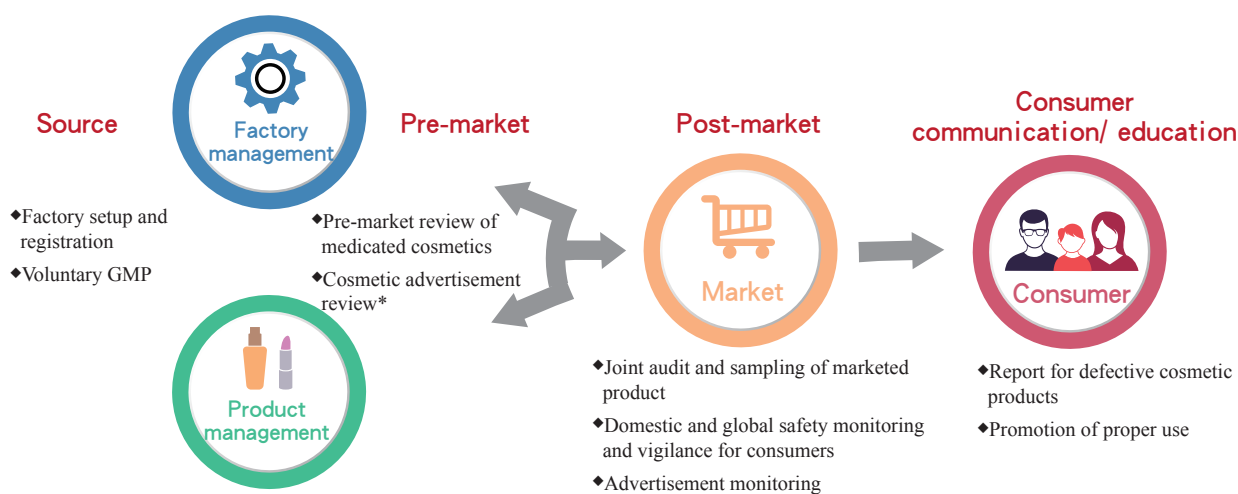 Source
◆Factory setup and
registration
◆Voluntary GMP
Factory
management
Product
management
Pre-market
◆Pre-market review of
medicated cosmetics
◆Cosmetic advertisement
review*
Post-market
Market
◆Joint audit and sampling of marketed
product
◆Domestic and global safety monitoring
and vigilance for consumers
◆Advertisement monitoring
Consumer
communication/ education
Consumer
◆Report for defective cosmetic
products
◆Promotion of proper use